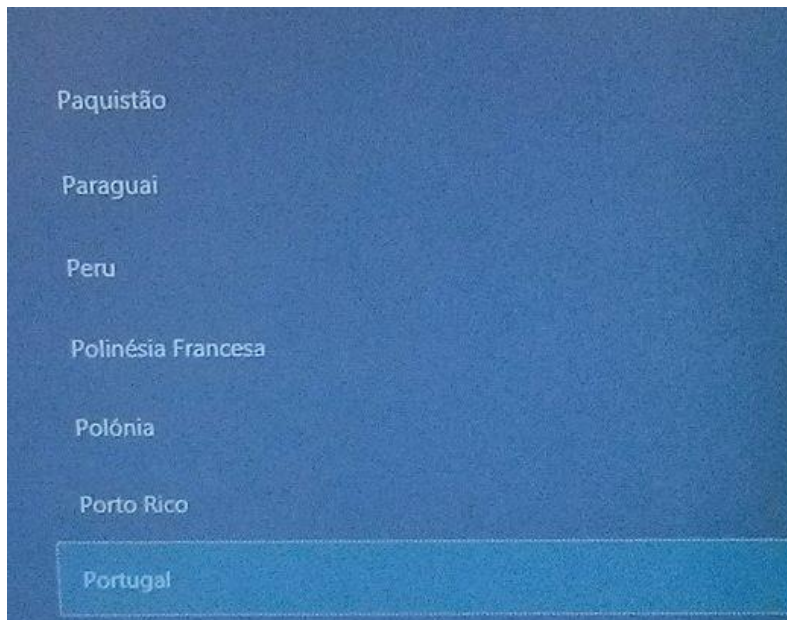 Paquistão
Paraguai
Peru
Polinésia Francesa
Polónia
Porto Rico
Portugal